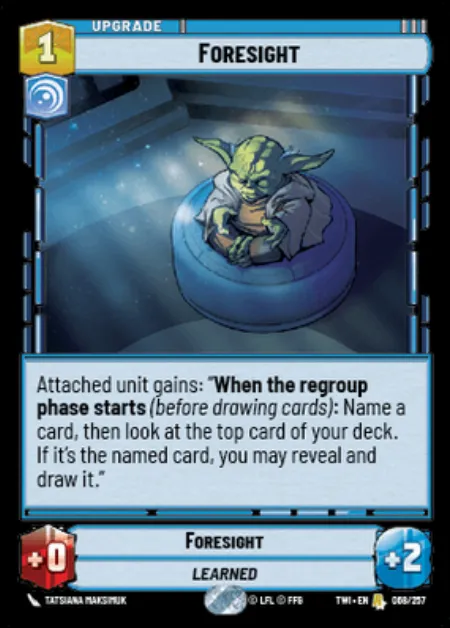 UPGRADE
1
FORESIGHT
Attached unit gains: "When the regroup
phase starts (before drawing cards): Name a
card, then look at the top card of your deck.
If it's the named card, you may reveal and
draw it."
FORESIGHT
+0
+2
LEARNED
TATSIANA MAKSIMUK
© LFL © FFG
TWI • EN
068/257